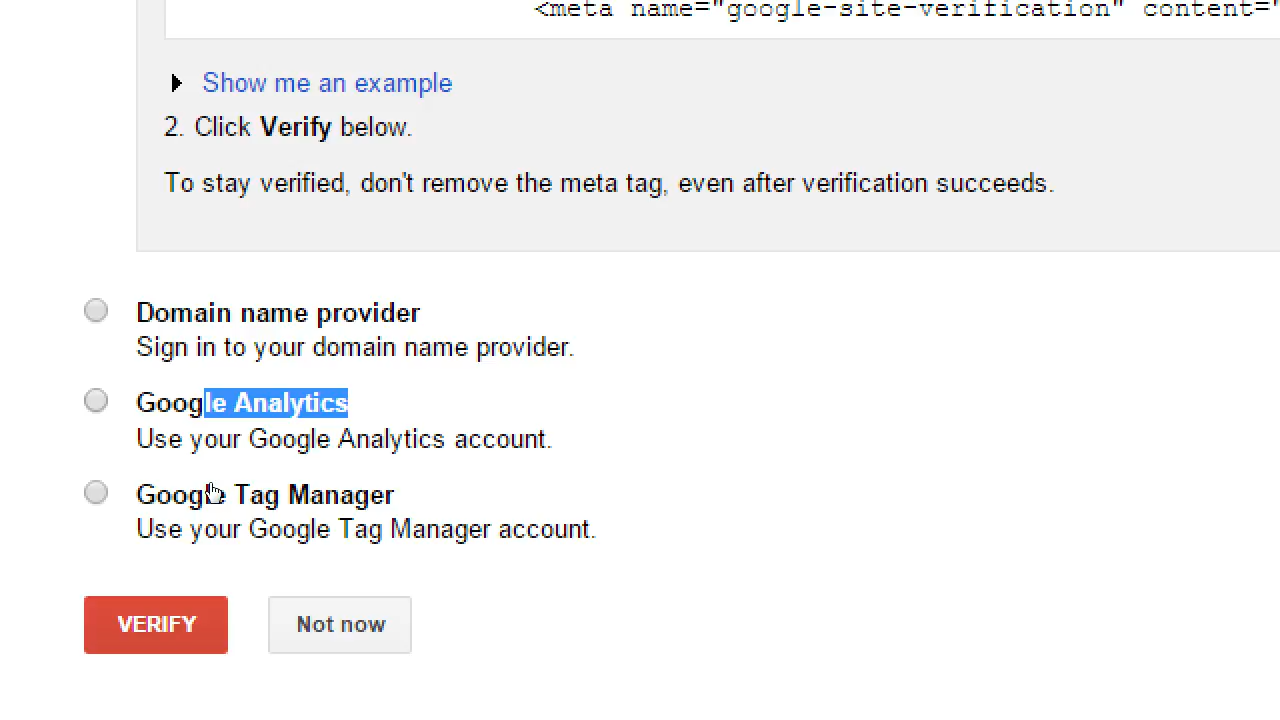 <meta name="google-site-verification" content="
Show me an example
2. Click Verify below.
To stay verified, don't remove the meta tag, even after verification succeeds.
Domain name provider
Sign in to your domain name provider.
Google Analytics
Use your Google Analytics account.
Google Tag Manager
Use your Google Tag Manager account.
VERIFY
Not now